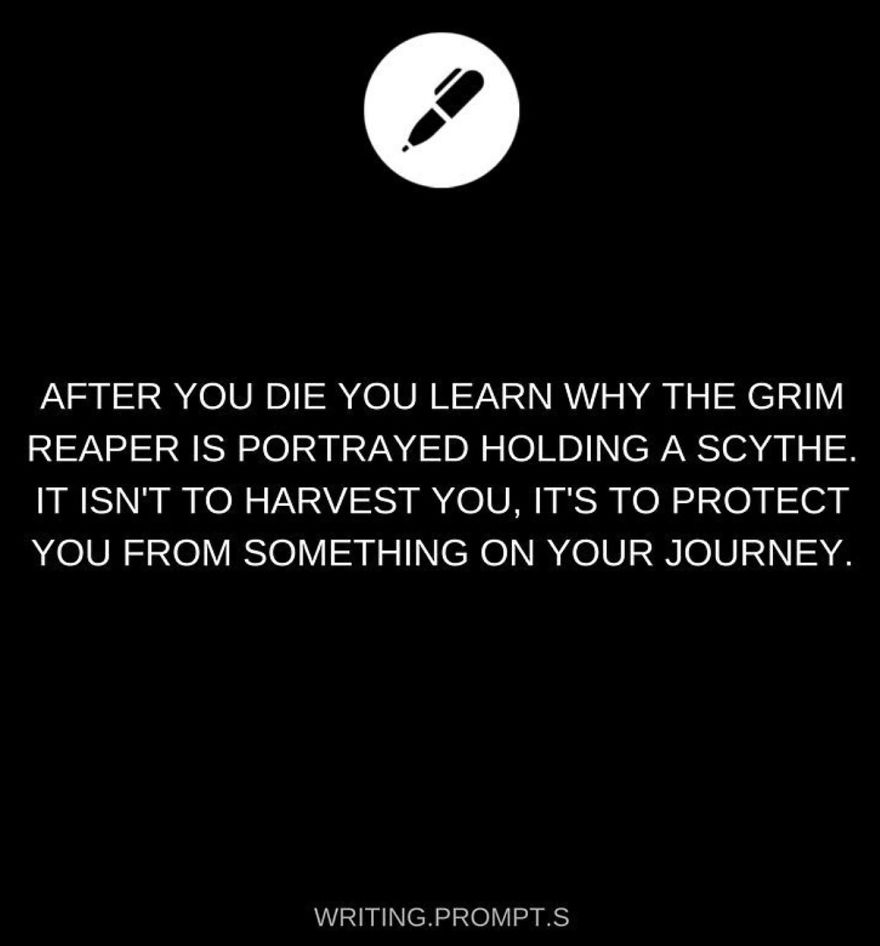 AFTER YOU DIE YOU LEARN WHY THE GRIM
REAPER IS PORTRAYED HOLDING A SCYTHE.
IT ISN'T TO HARVEST YOU, IT'S TO PROTECT
YOU FROM SOMETHING ON YOUR JOURNEY.
WRITING.PROMPT.S